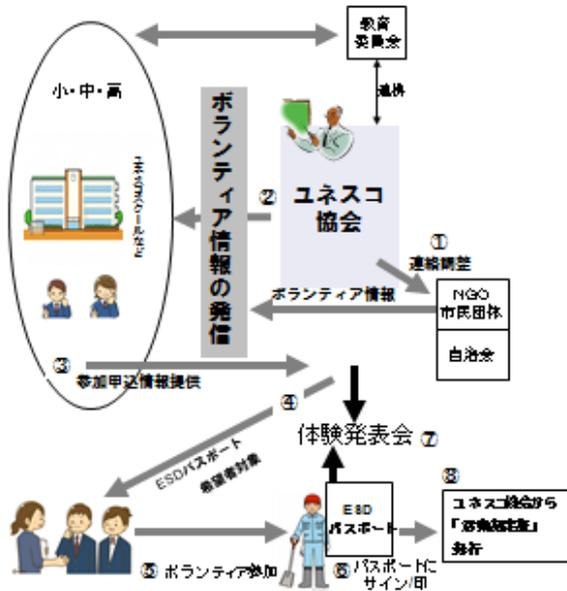 教育
委員会
小・中・高
連携
ボランティア情報の発信
ユネスコスクールなど
②
ユネスコ
協会
①
連絡調整
ボランティア情報
NGO
市民団体
自治会
③
参加申込情報提供
④
ESDパスポート
希望者対象
体験発表会 ⑦
⑧
ESD
パスポート
ユネスコ協会から
発行
⑤ ボランティア参加
⑥ パスポートに
サイン/印